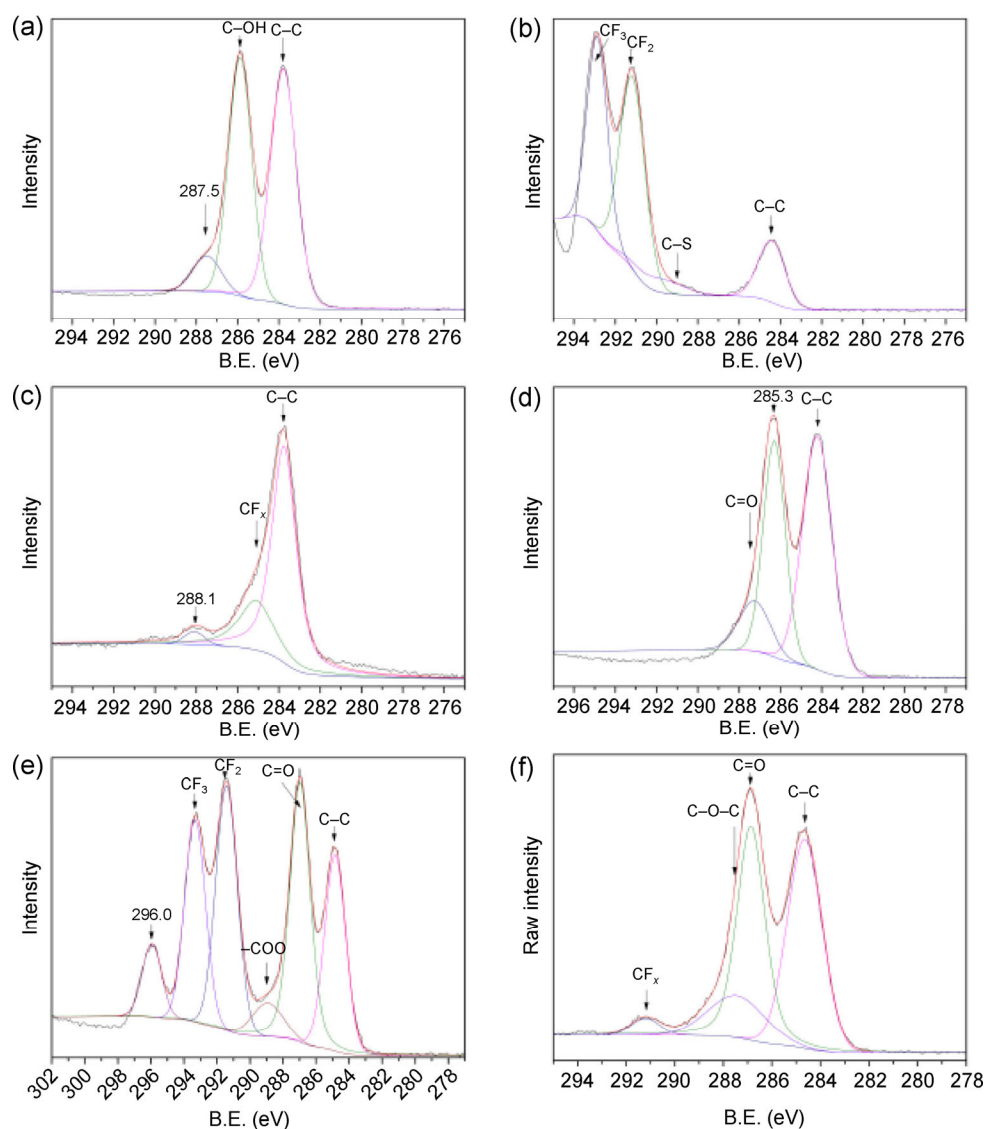 (a)
C–OH
C–C
287.5
Intensity
294 292 290 288 286 284 282 280 278 276
B.E. (eV)
(b)
CF3
CF2
C–S
C–C
Intensity
294 292 290 288 286 284 282 280 278 276
B.E. (eV)
(c)
C–C
CFx
288.1
Intensity
294 292 290 288 286 284 282 280 278 276
B.E. (eV)
(d)
285.3
C–C
C=O
Intensity
296 294 292 290 288 286 284 282 280 278
B.E. (eV)
(e)
CF3
CF2
C=O
C–C
296.0
–COO
Intensity
302 300 298 296 294 292 290 288 286 284 282 280 278
B.E. (eV)
(f)
C=O
C–O–C
C–C
CFx
Raw intensity
294 292 290 288 286 284 282 280 278
B.E. (eV)